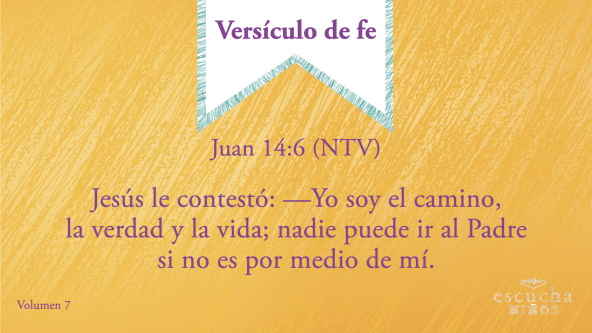 Versículo de fe
Juan 14:6 (NTV)
Jesús le contestó: —Yo soy el camino,
la verdad y la vida; nadie puede ir al Padre
si no es por medio de mí.
Volumen 7
escucha
NIÑOS